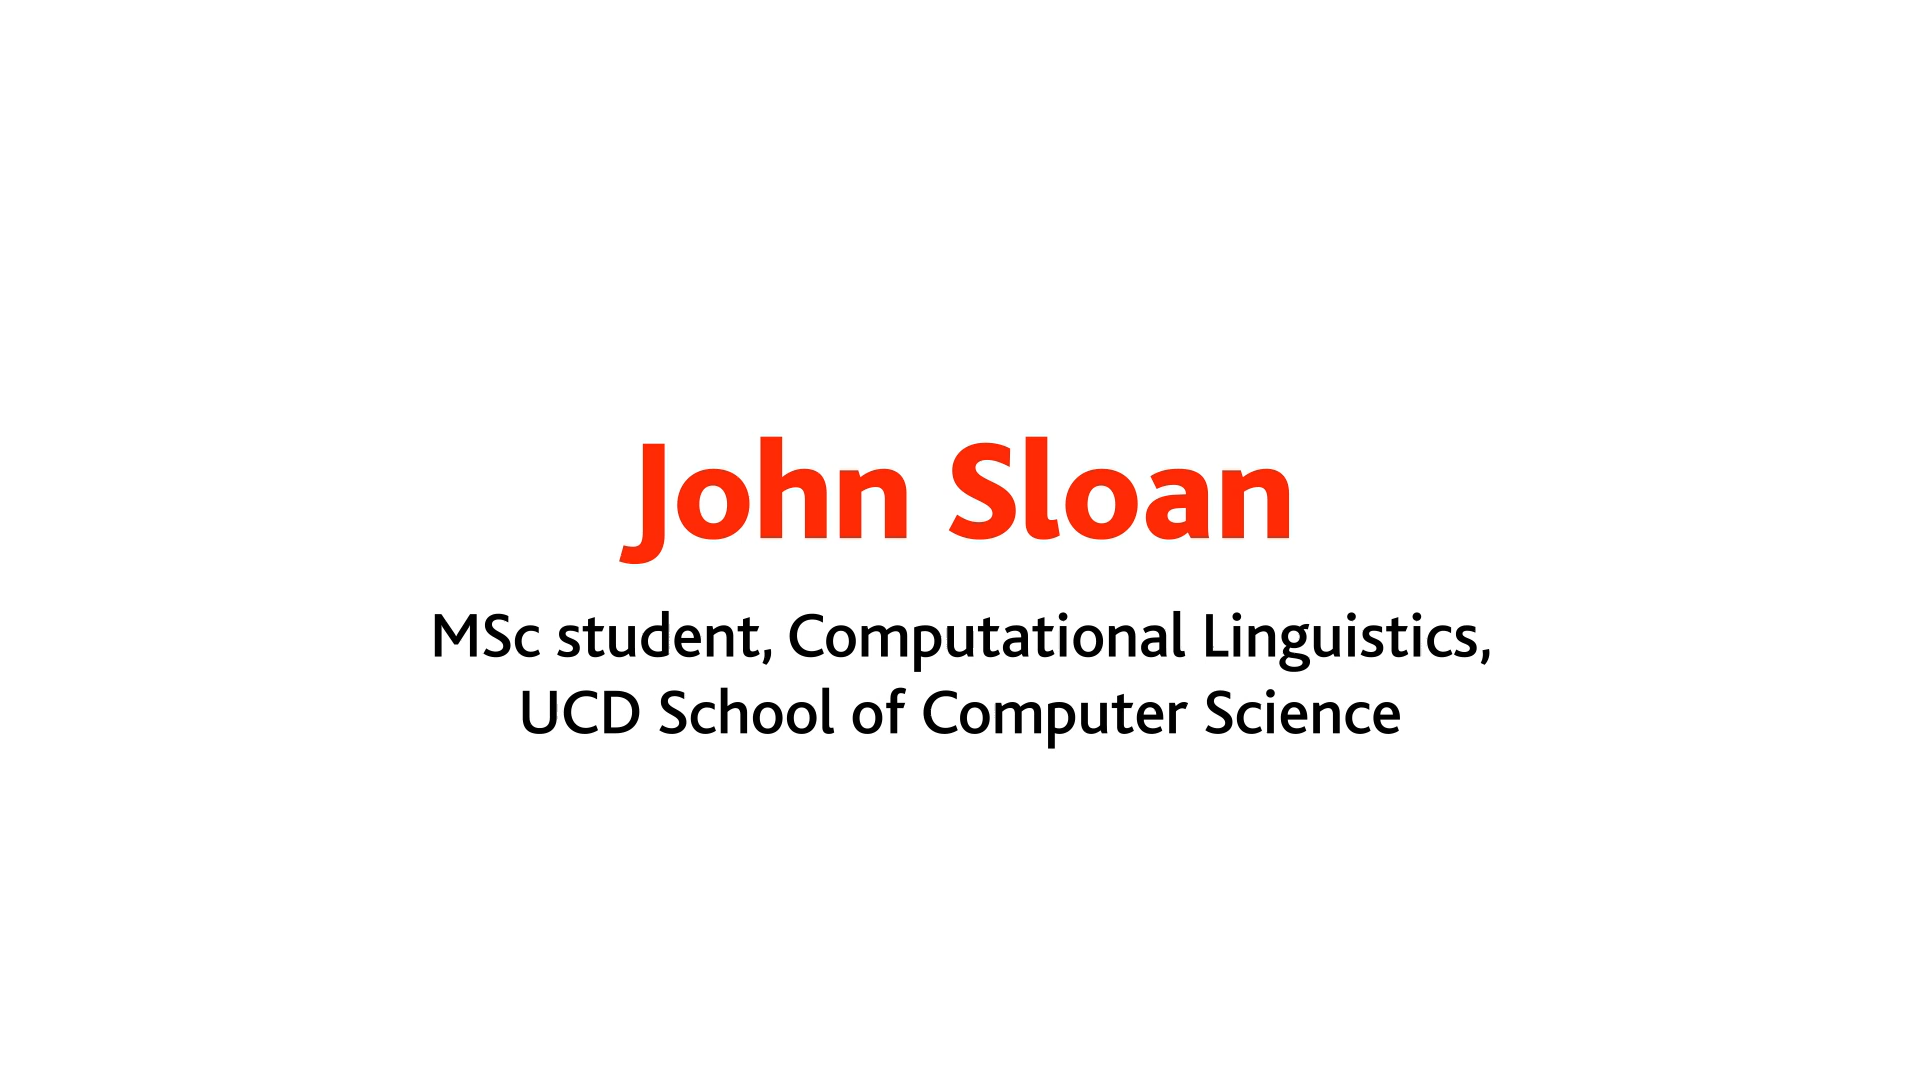 John Sloan
MSc student, Computational Linguistics,
UCD School of Computer Science